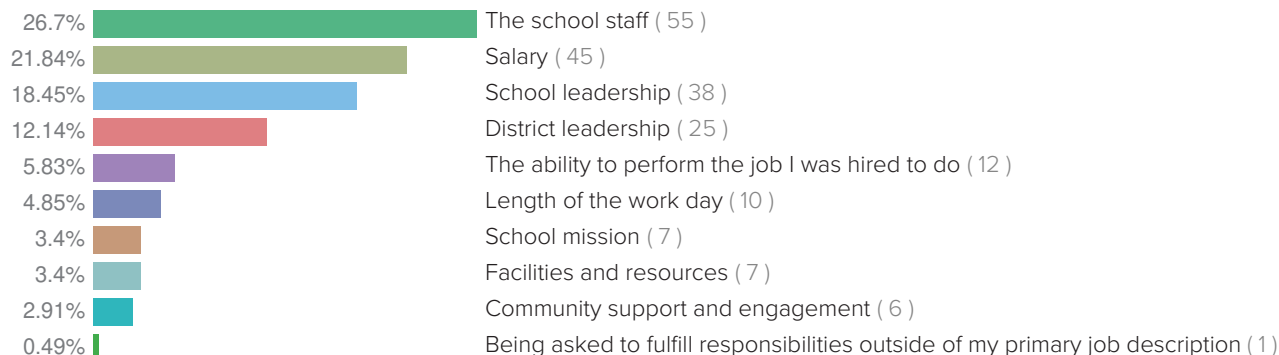 26.7% The school staff ( 55 )
21.84% Salary ( 45 )
18.45% School leadership ( 38 )
12.14% District leadership ( 25 )
5.83% The ability to perform the job I was hired to do ( 12 )
4.85% Length of the work day ( 10 )
3.4% School mission ( 7 )
3.4% Facilities and resources ( 7 )
2.91% Community support and engagement ( 6 )
0.49% Being asked to fulfill responsibilities outside of my primary job description ( 1 )